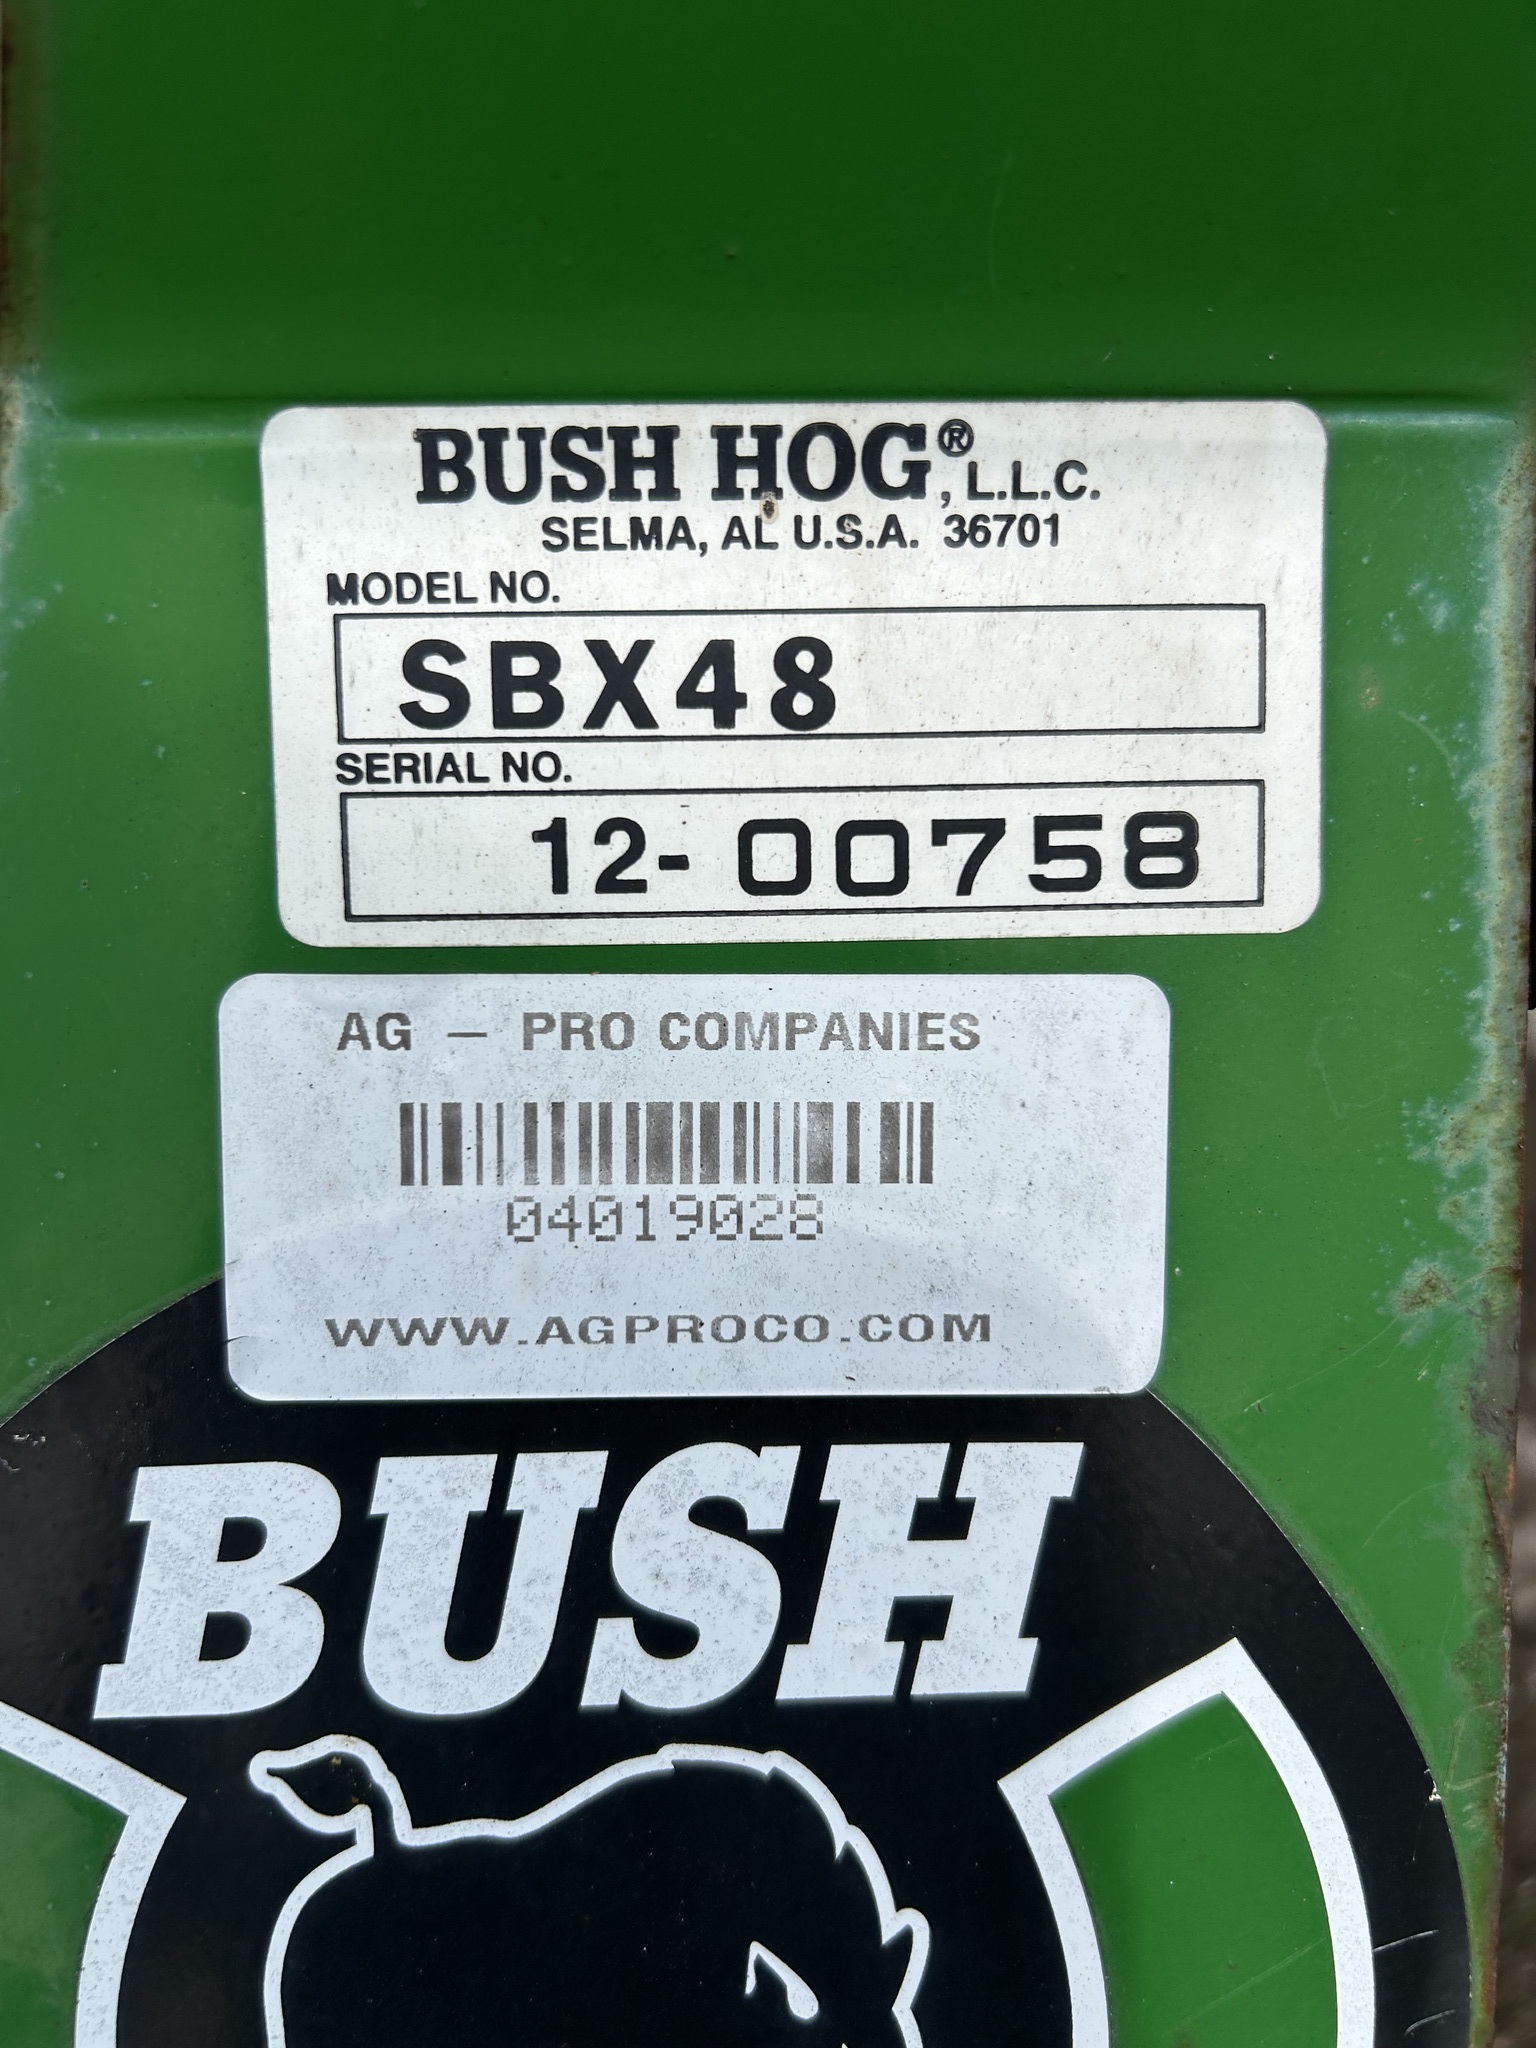 BUSH HOG®, L.L.C.
SELMA, AL U.S.A. 36701
MODEL NO.
SBX48
SERIAL NO.
12-00758
AG – PRO COMPANIES
04019028
WWW.AGPROCO.COM
BUSH